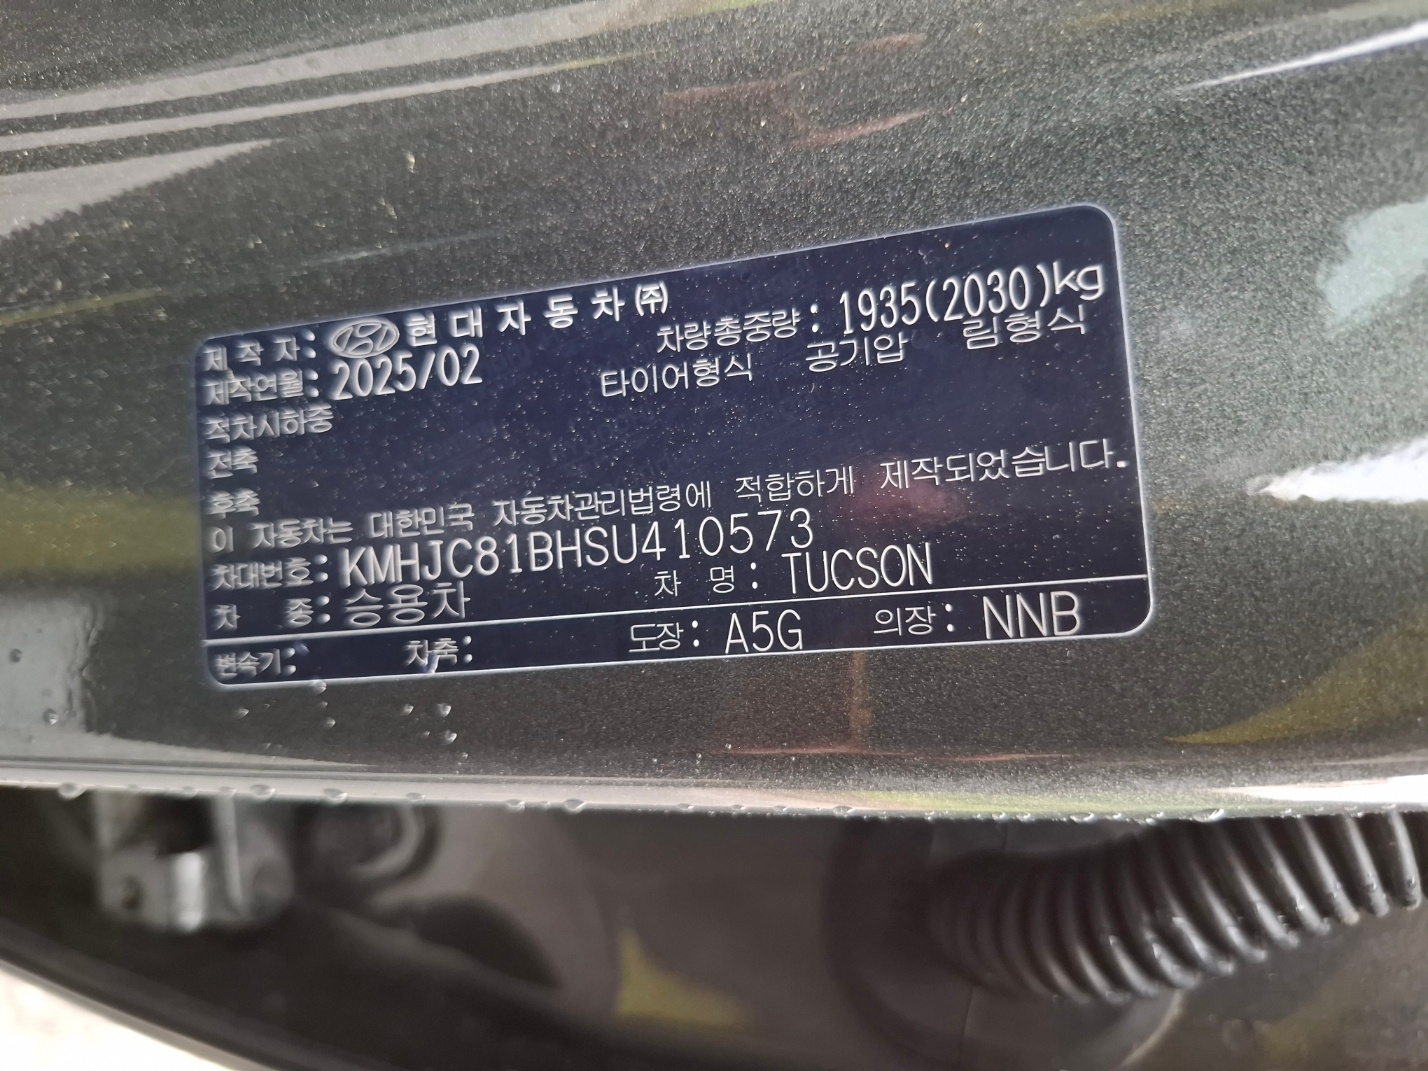 제작자: 현대자동차㈜
차량총중량: 1935(2030)kg
제작연월: 2025/02
타이어형식 공기압 림형식
적차시하중
전축
후축
이 자동차는 대한민국 자동차관리법령에 적합하게 제작되었습니다.
차대번호: KMHJC81BHSU410573
차 종: 승용차 차 명: TUCSON
변속기: 차축: 도장: A5G 의장: NNB